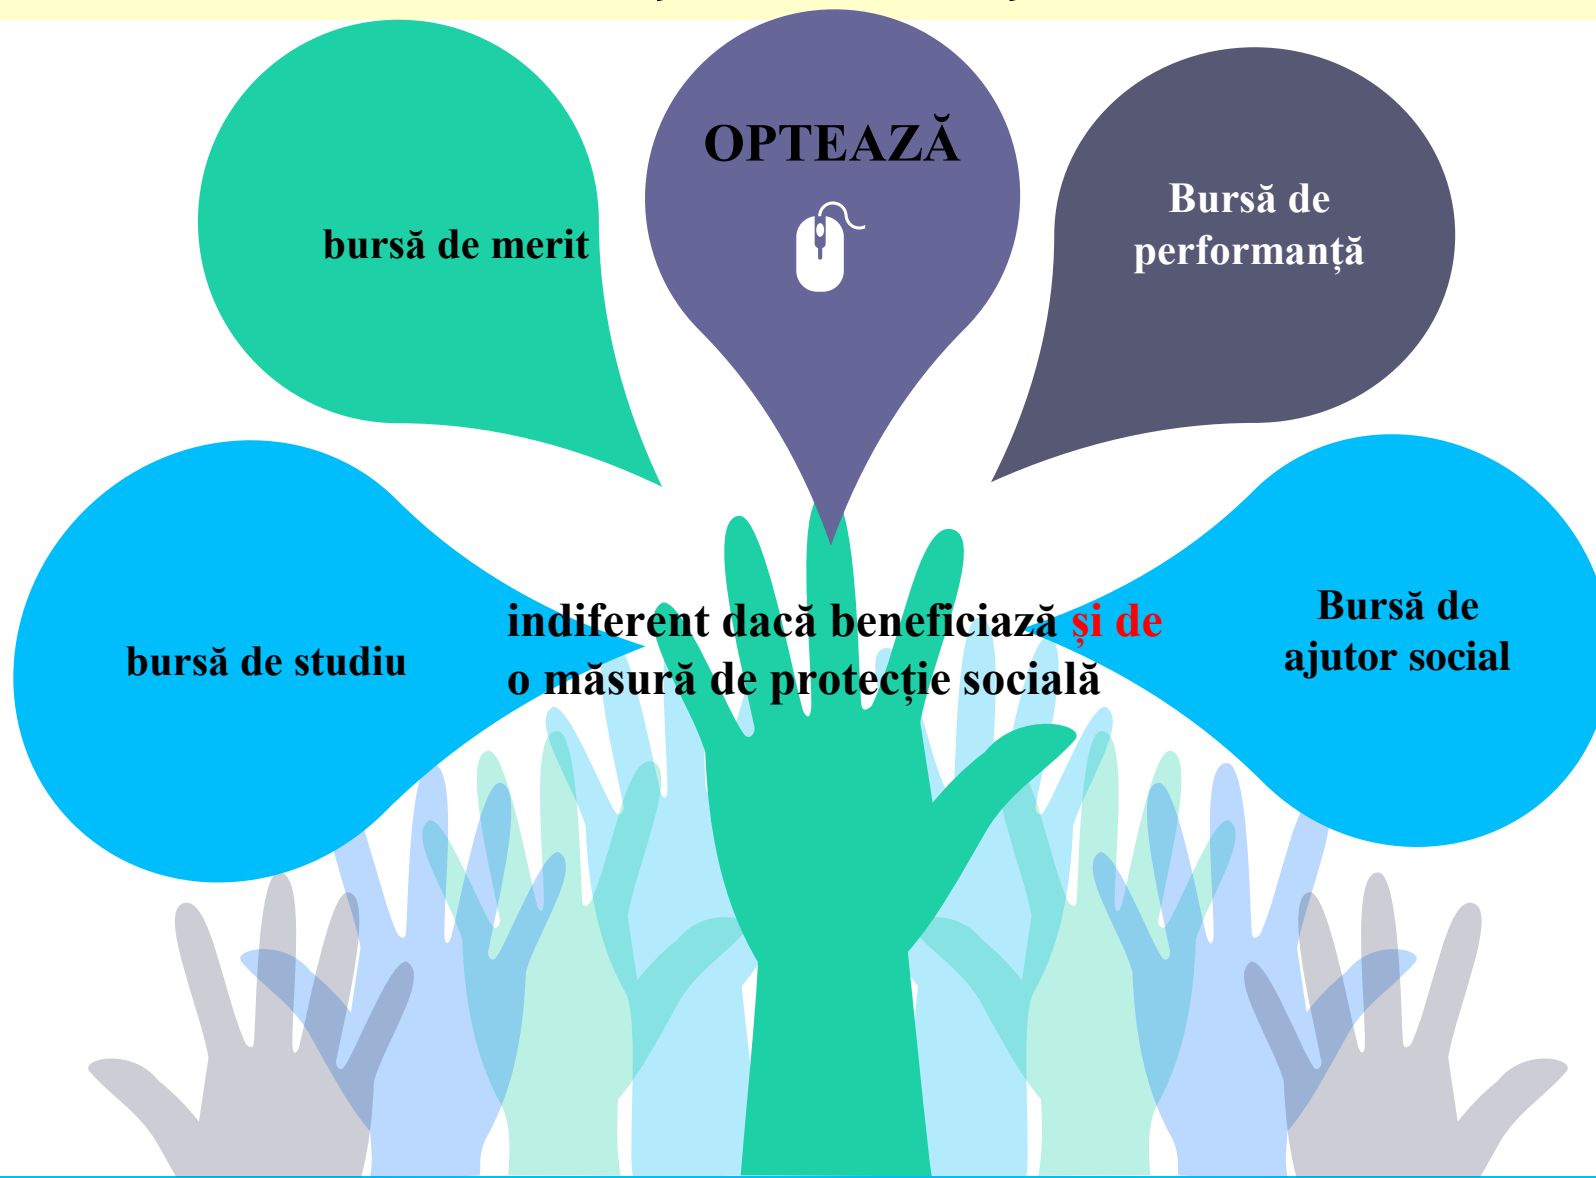 OPTEAZĂ
bursă de merit
Bursă de
performanță
bursă de studiu
indiferent dacă beneficiază și de
o măsură de protecție socială
Bursă de
ajutor social